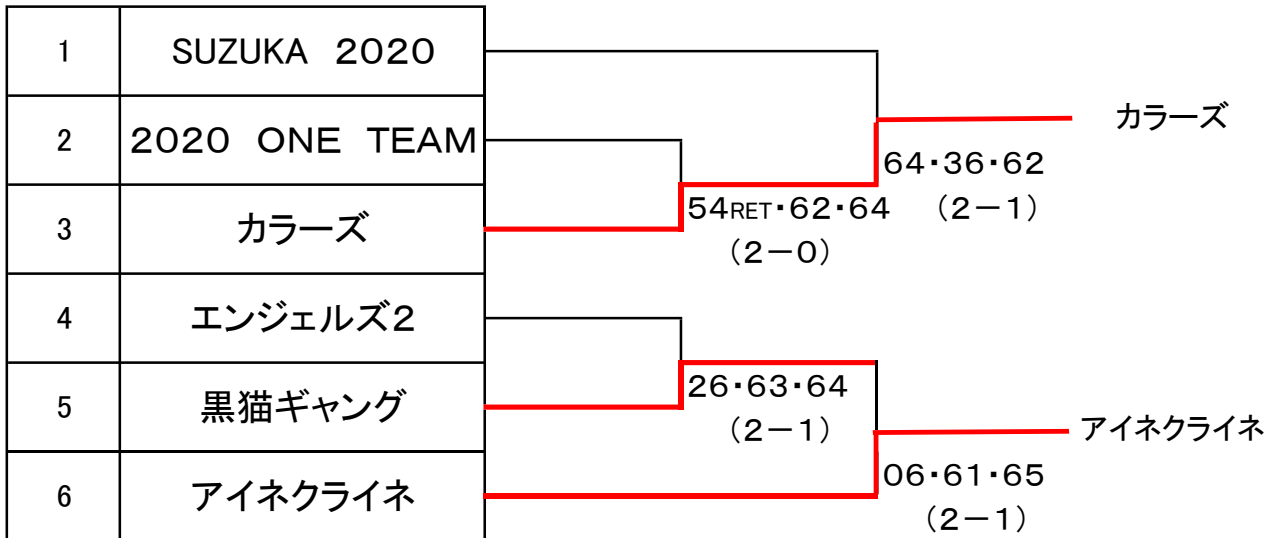 1 SUZUKA 2020
カラーズ
2 2020 ONE TEAM
64・36・62
54RET・62・64 (2-1)
3 カラーズ
(2-0)
4 エンジェルズ2
26・63・64
5 黒猫ギャング
(2-1)
アイネクライネ
06・61・65
6 アイネクライネ
(2-1)